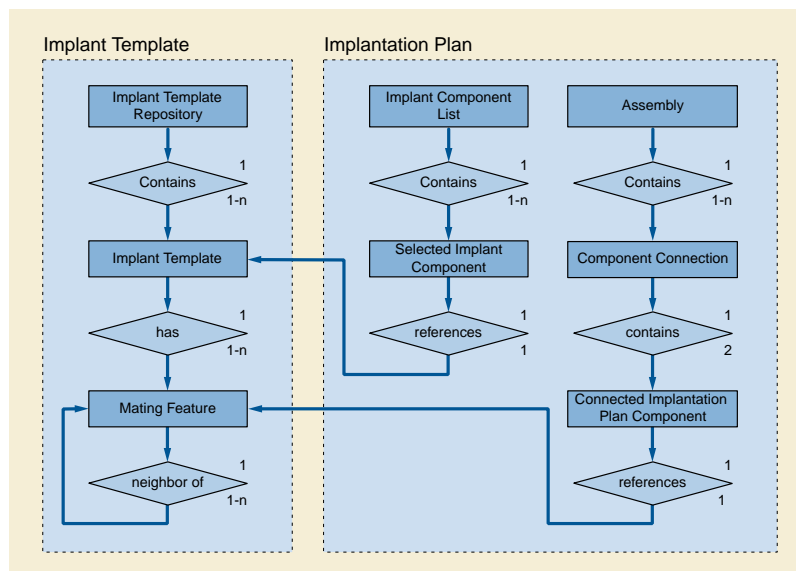 Implant Template
Implant Template
Repository
1
Contains
1-n
Implant Template
1
has
1-n
Mating Feature
1
neighbor of
1-n
Implantation Plan
Implant Component
List
1
Contains
1-n
Selected Implant
Component
1
references
1
Assembly
1
Contains
1-n
Component Connection
1
contains
2
Connected Implantation
Plan Component
1
references
1